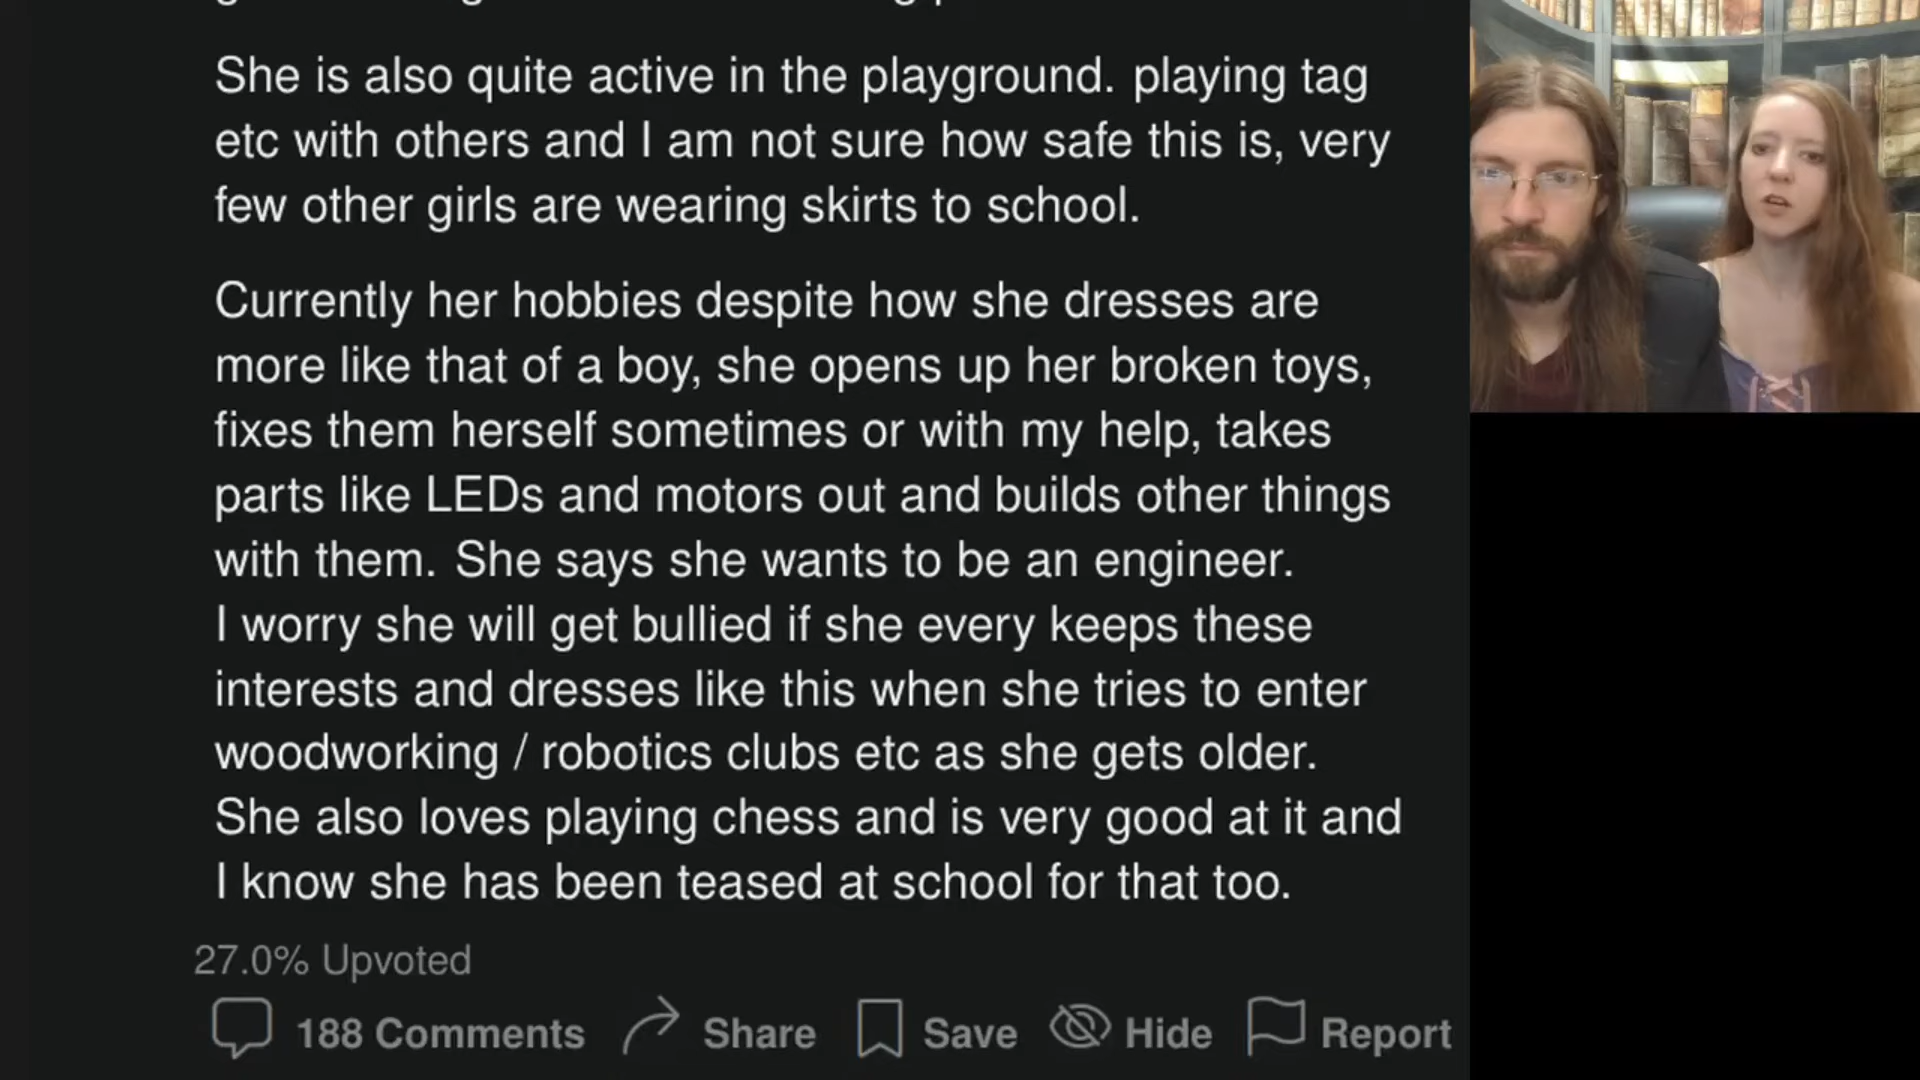 She is also quite active in the playground. playing tag
etc with others and I am not sure how safe this is, very
few other girls are wearing skirts to school.
Currently her hobbies despite how she dresses are
more like that of a boy, she opens up her broken toys,
fixes them herself sometimes or with my help, takes
parts like LEDs and motors out and builds other things
with them. She says she wants to be an engineer.
I worry she will get bullied if she every keeps these
interests and dresses like this when she tries to enter
woodworking / robotics clubs etc as she gets older.
She also loves playing chess and is very good at it and
I know she has been teased at school for that too.
27.0% Upvoted
188 Comments Share Save Hide Report